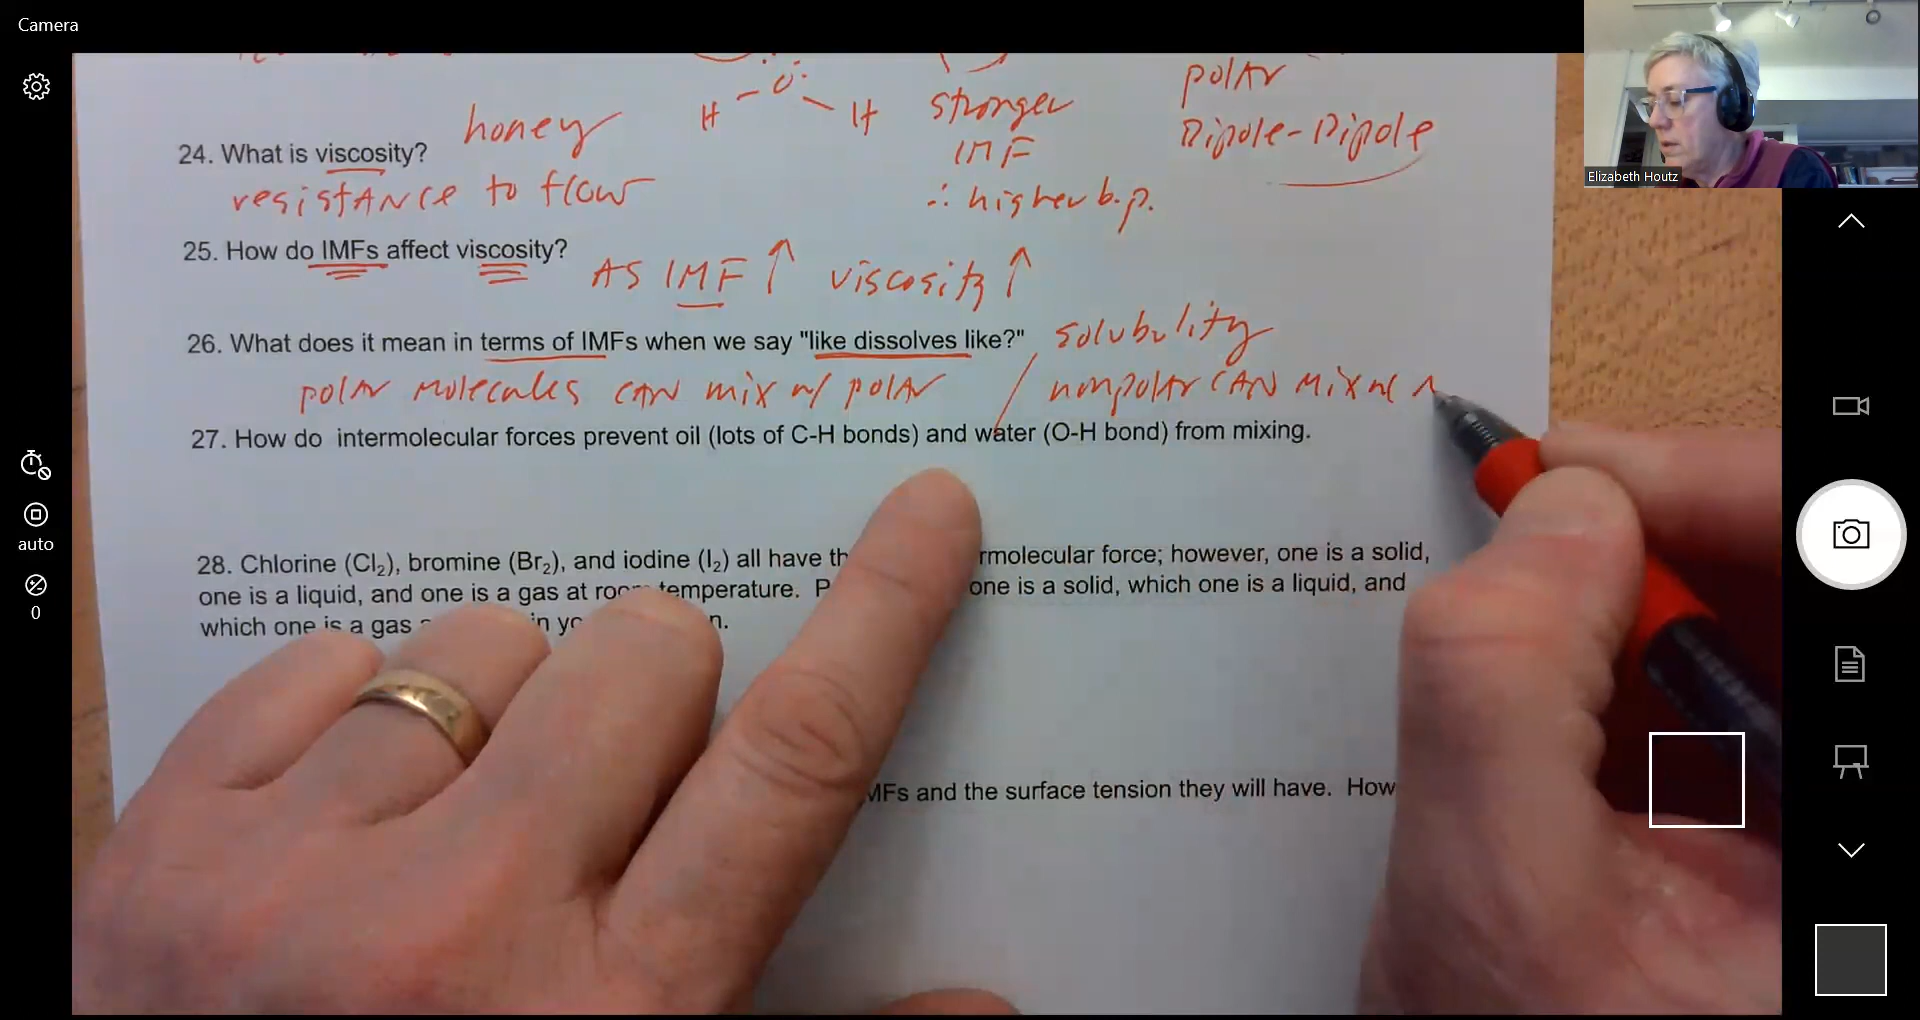 Camera
polar
H
O
H
stronger
Dipole-Dipole
honey
IMF
24. What is viscosity?
resistance to flow
∴ higher b.p.
Elizabeth Houtz
25. How do IMFs affect viscosity?
As IMF ↑ viscosity ↑
26. What does it mean in terms of IMFs when we say "like dissolves like?"
solubility
polar molecules can mix w/ polar / nonpolar can mix w/
27. How do intermolecular forces prevent oil (lots of C-H bonds) and water (O-H bond) from mixing.
auto
0
28. Chlorine (Cl₂), bromine (Br₂), and iodine (I₂) all have molecular force; however, one is a solid,
one is a liquid, and one is a gas at room temperature. one is a solid, which one is a liquid, and
which one is a gas in
MFs and the surface tension they will have. How